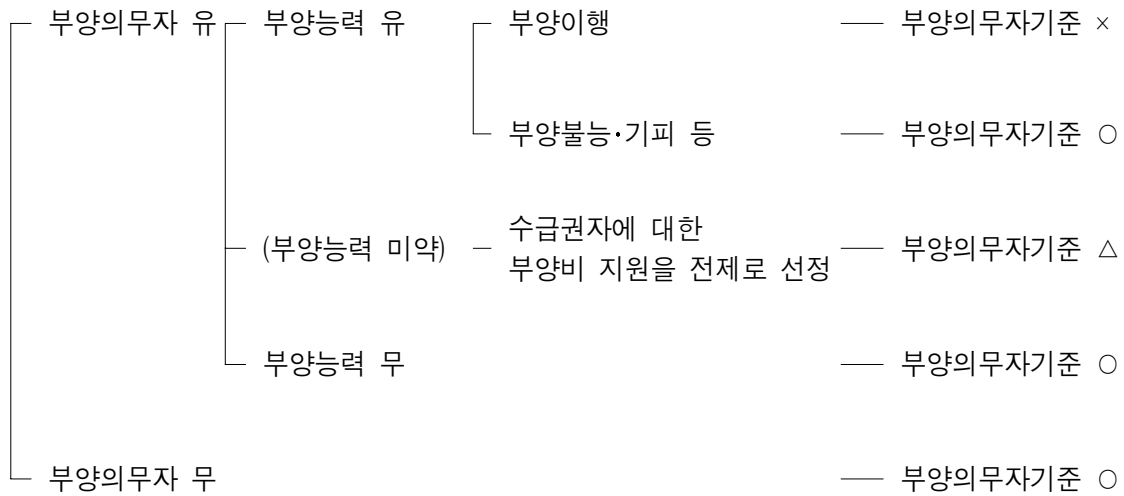 부양의무자 유 부양능력 유 부양이행 부양의무자기준 ×
부양불능·기피 등 부양의무자기준 ○
(부양능력 미약) 수급권자에 대한 부양의무자기준 △
부양비 지원을 전제로 선정
부양능력 무 부양의무자기준 ○
부양의무자 무 부양의무자기준 ○